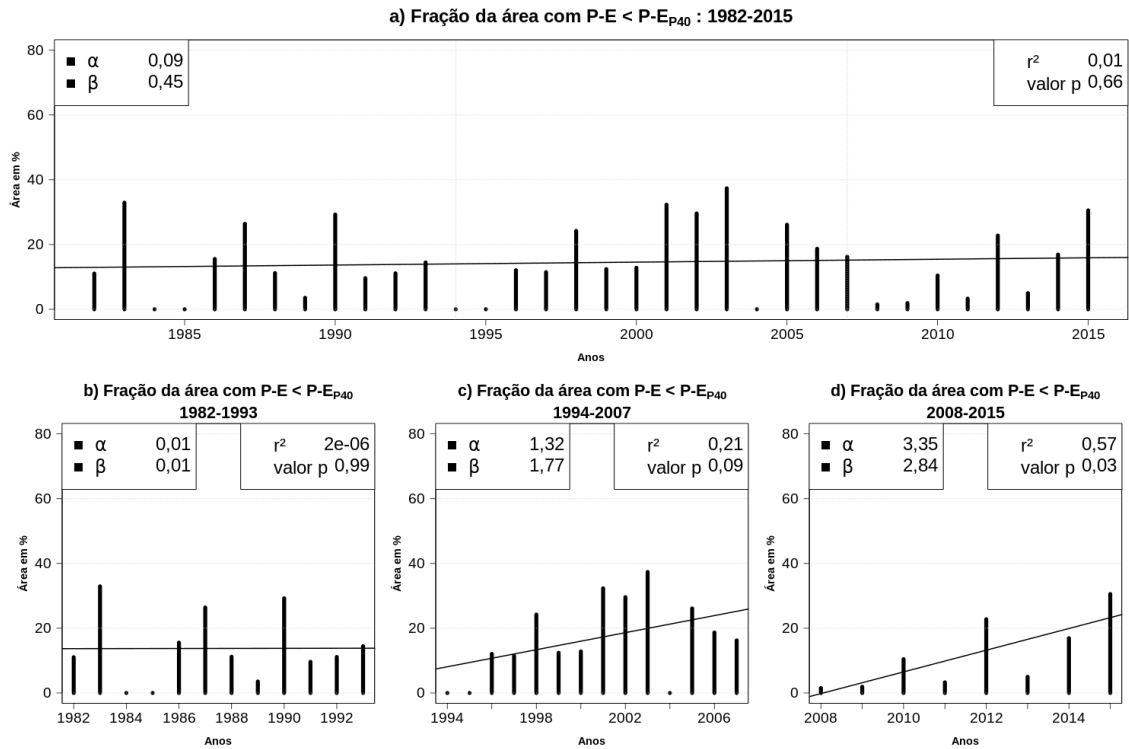 a) Fração da área com P-E < P-E_P40 : 1982-2015
α 0,09
β 0,45
r² 0,01
valor p 0,66
Área em %
80
60
40
20
0
1985 1990 1995 2000 2005 2010 2015
Anos
b) Fração da área com P-E < P-E_P40
1982-1993
α 0,01
β 0,01
r² 2e-06
valor p 0,99
Área em %
80
60
40
20
0
1982 1984 1986 1988 1990 1992
Anos
c) Fração da área com P-E < P-E_P40
1994-2007
α 1,32
β 1,77
r² 0,21
valor p 0,09
Área em %
80
60
40
20
0
1994 1998 2002 2006
Anos
d) Fração da área com P-E < P-E_P40
2008-2015
α 3,35
β 2,84
r² 0,57
valor p 0,03
Área em %
80
60
40
20
0
2008 2010 2012 2014
Anos